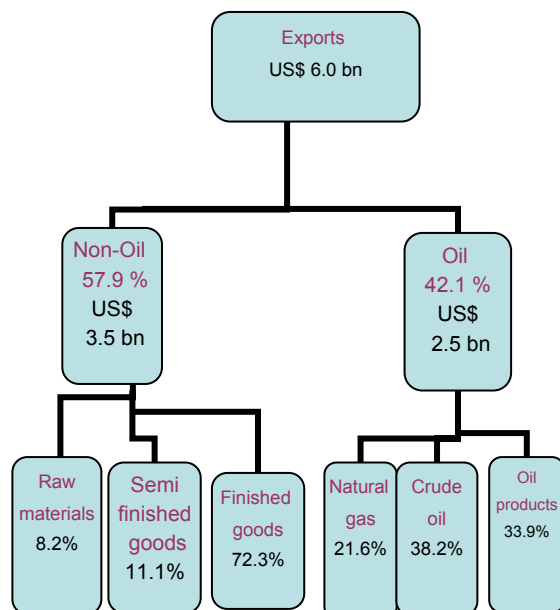 Exports
US$ 6.0 bn
Non-Oil
57.9 %
US$
3.5 bn
Oil
42.1 %
US$
2.5 bn
Raw
materials
8.2%
Semi
finished
goods
11.1%
Finished
goods
72.3%
Natural
gas
21.6%
Crude
oil
38.2%
Oil
products
33.9%